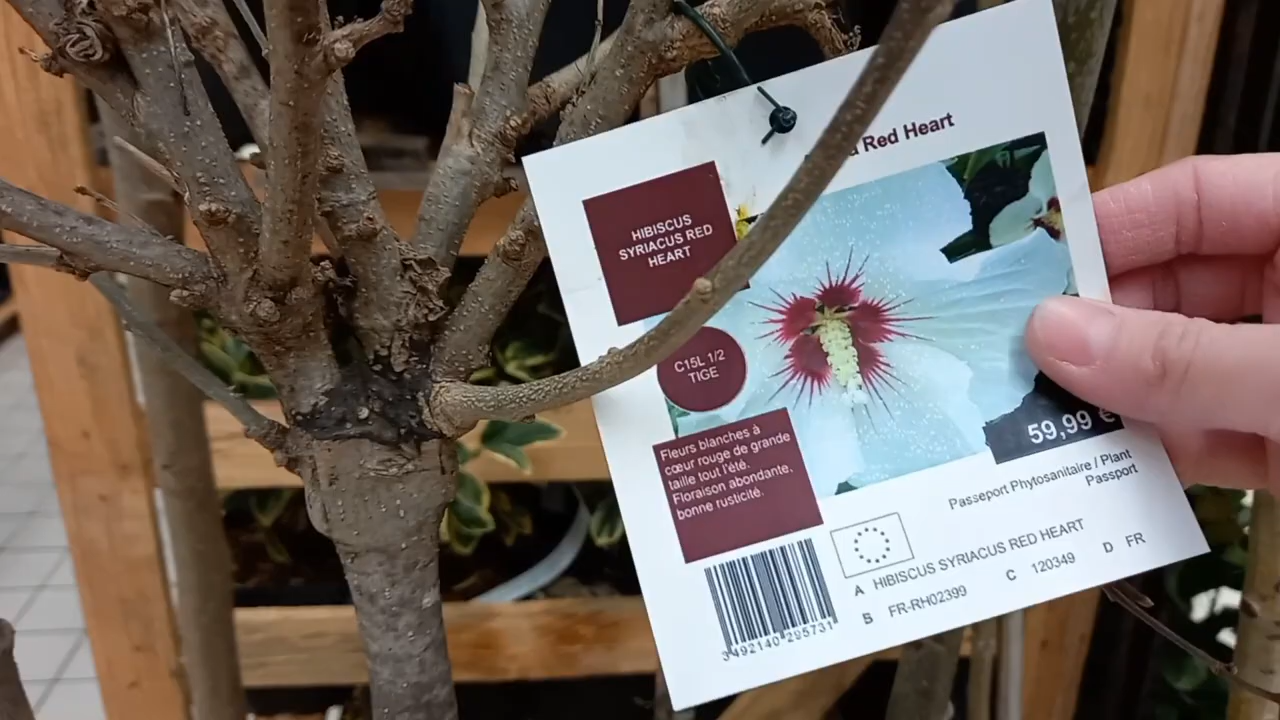 Red Heart
HIBISCUS
SYRIACUS RED
HEART
C15L 1/2
TIGE
59,99 €
Fleurs blanches à
cœur rouge de grande
taille tout l'été.
Floraison abondante,
bonne rusticité.
Passeport Phytosanitaire / Plant
Passport
A HIBISCUS SYRIACUS RED HEART
B FR-RH02399 C 120349 D FR
3492140295731